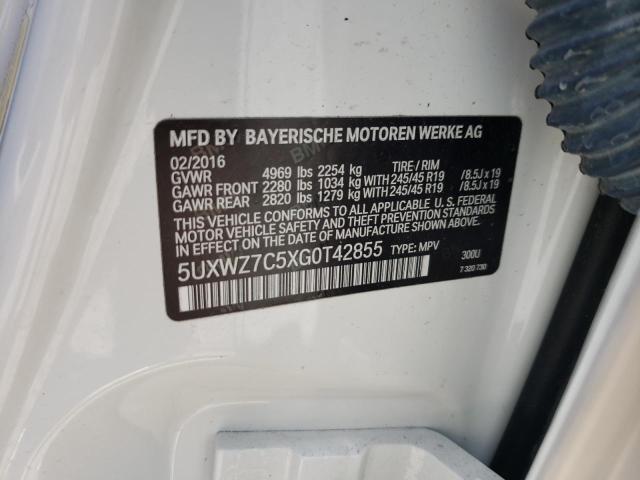 MFD BY BAYERISCHE MOTOREN WERKE AG
02/2016
GVWR 4969 lbs 2254 kg TIRE / RIM
GAWR FRONT 2280 lbs 1034 kg WITH 245/45 R19 /8.5J x 19
GAWR REAR 2820 lbs 1279 kg WITH 245/45 R19 /8.5J x 19
THIS VEHICLE CONFORMS TO ALL APPLICABLE U. S. FEDERAL
MOTOR VEHICLE SAFETY AND THEFT PREVENTION STANDARDS
IN EFFECT ON THE DATE OF MANUFACTURE SHOWN ABOVE.
5UXWZ7C5XG0T42855 TYPE: MPV 300U
7 320 730